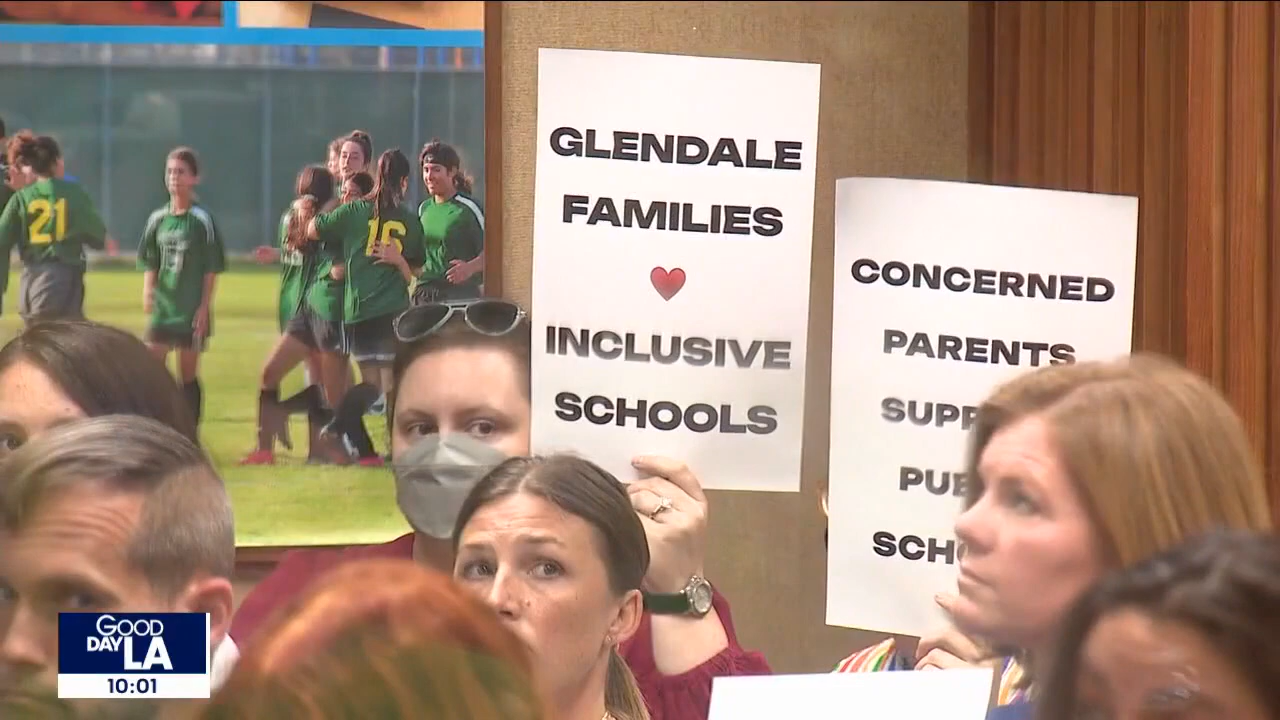 21
16
GLENDALE
FAMILIES
INCLUSIVE
SCHOOLS
CONCERNED
PARENTS
GOOD
DAY LA
10:01